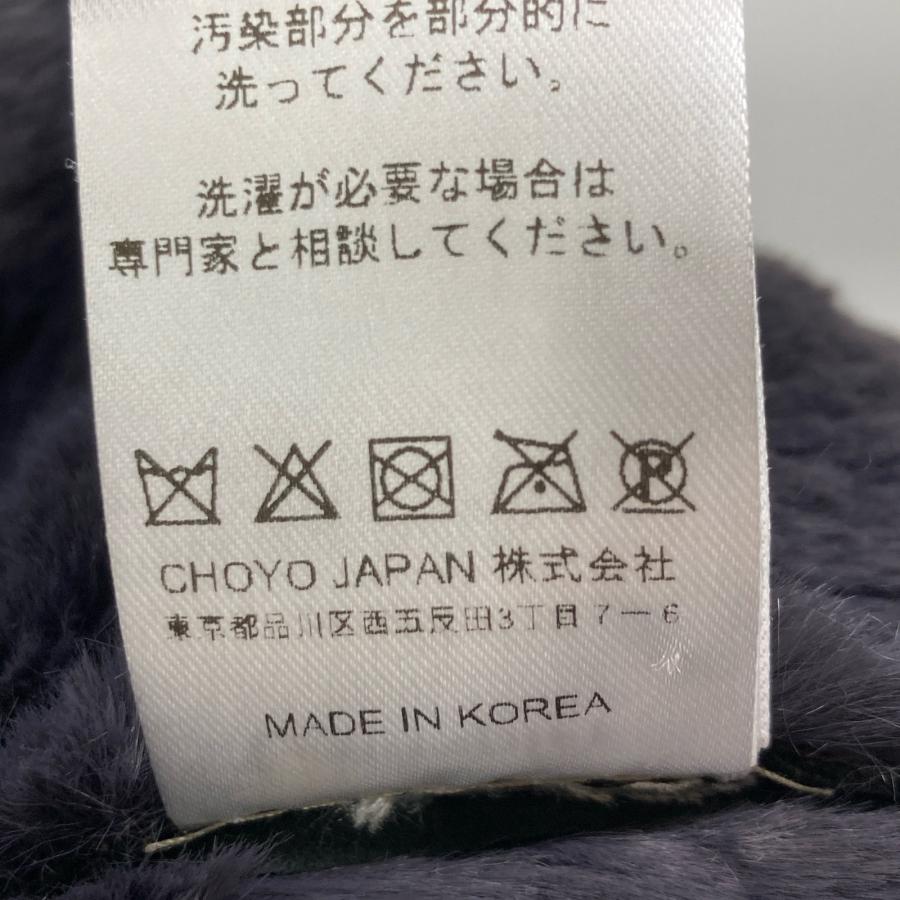 汚染部分を部分的に
洗ってください。
洗濯が必要な場合は
専門家と相談してください。
P
CHOYO JAPAN 株式会社
東京都品川区西五反田3丁目7ー6
MADE IN KOREA